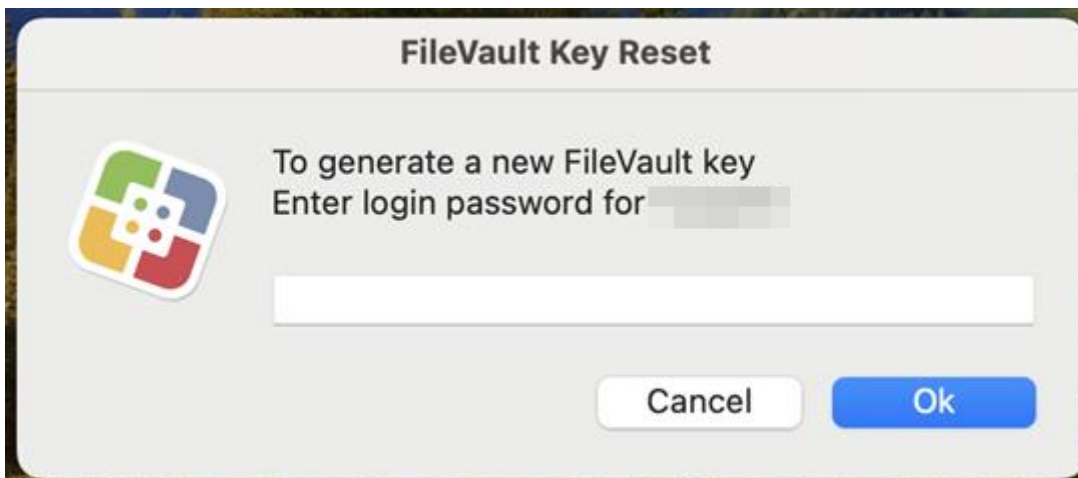 FileVault Key Reset
To generate a new FileVault key
Enter login password for
Cancel
Ok